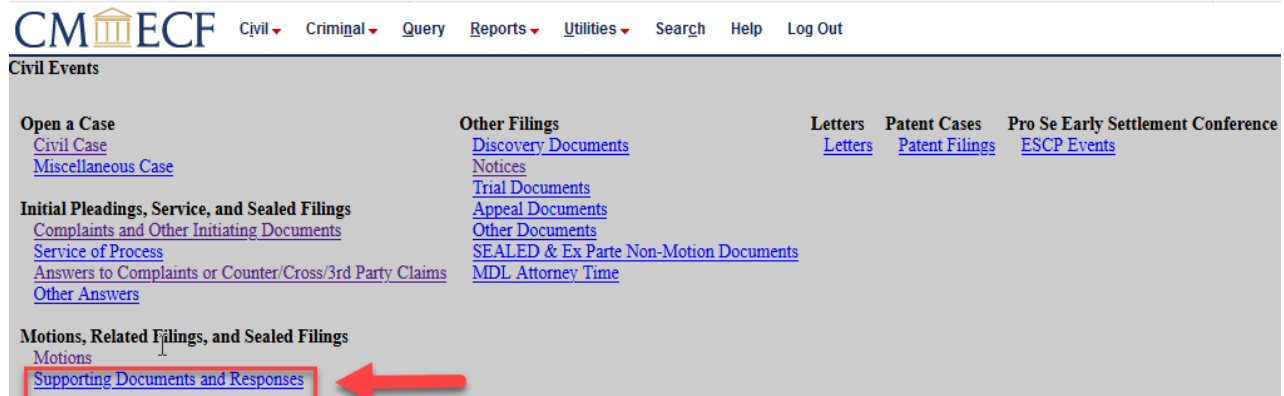 CM ECF Civil Criminal Query Reports Utilities Search Help Log Out
Civil Events
Open a Case
Civil Case
Miscellaneous Case
Initial Pleadings, Service, and Sealed Filings
Complaints and Other Initiating Documents
Service of Process
Answers to Complaints or Counter/Cross/3rd Party Claims
Other Answers
Motions, Related Filings, and Sealed Filings
Motions
Supporting Documents and Responses
Other Filings
Discovery Documents
Notices
Trial Documents
Appeal Documents
Other Documents
SEALED & Ex Parte Non-Motion Documents
MDL Attorney Time
Letters
Letters
Patent Cases
Patent Filings
Pro Se Early Settlement Conference
ESCP Events